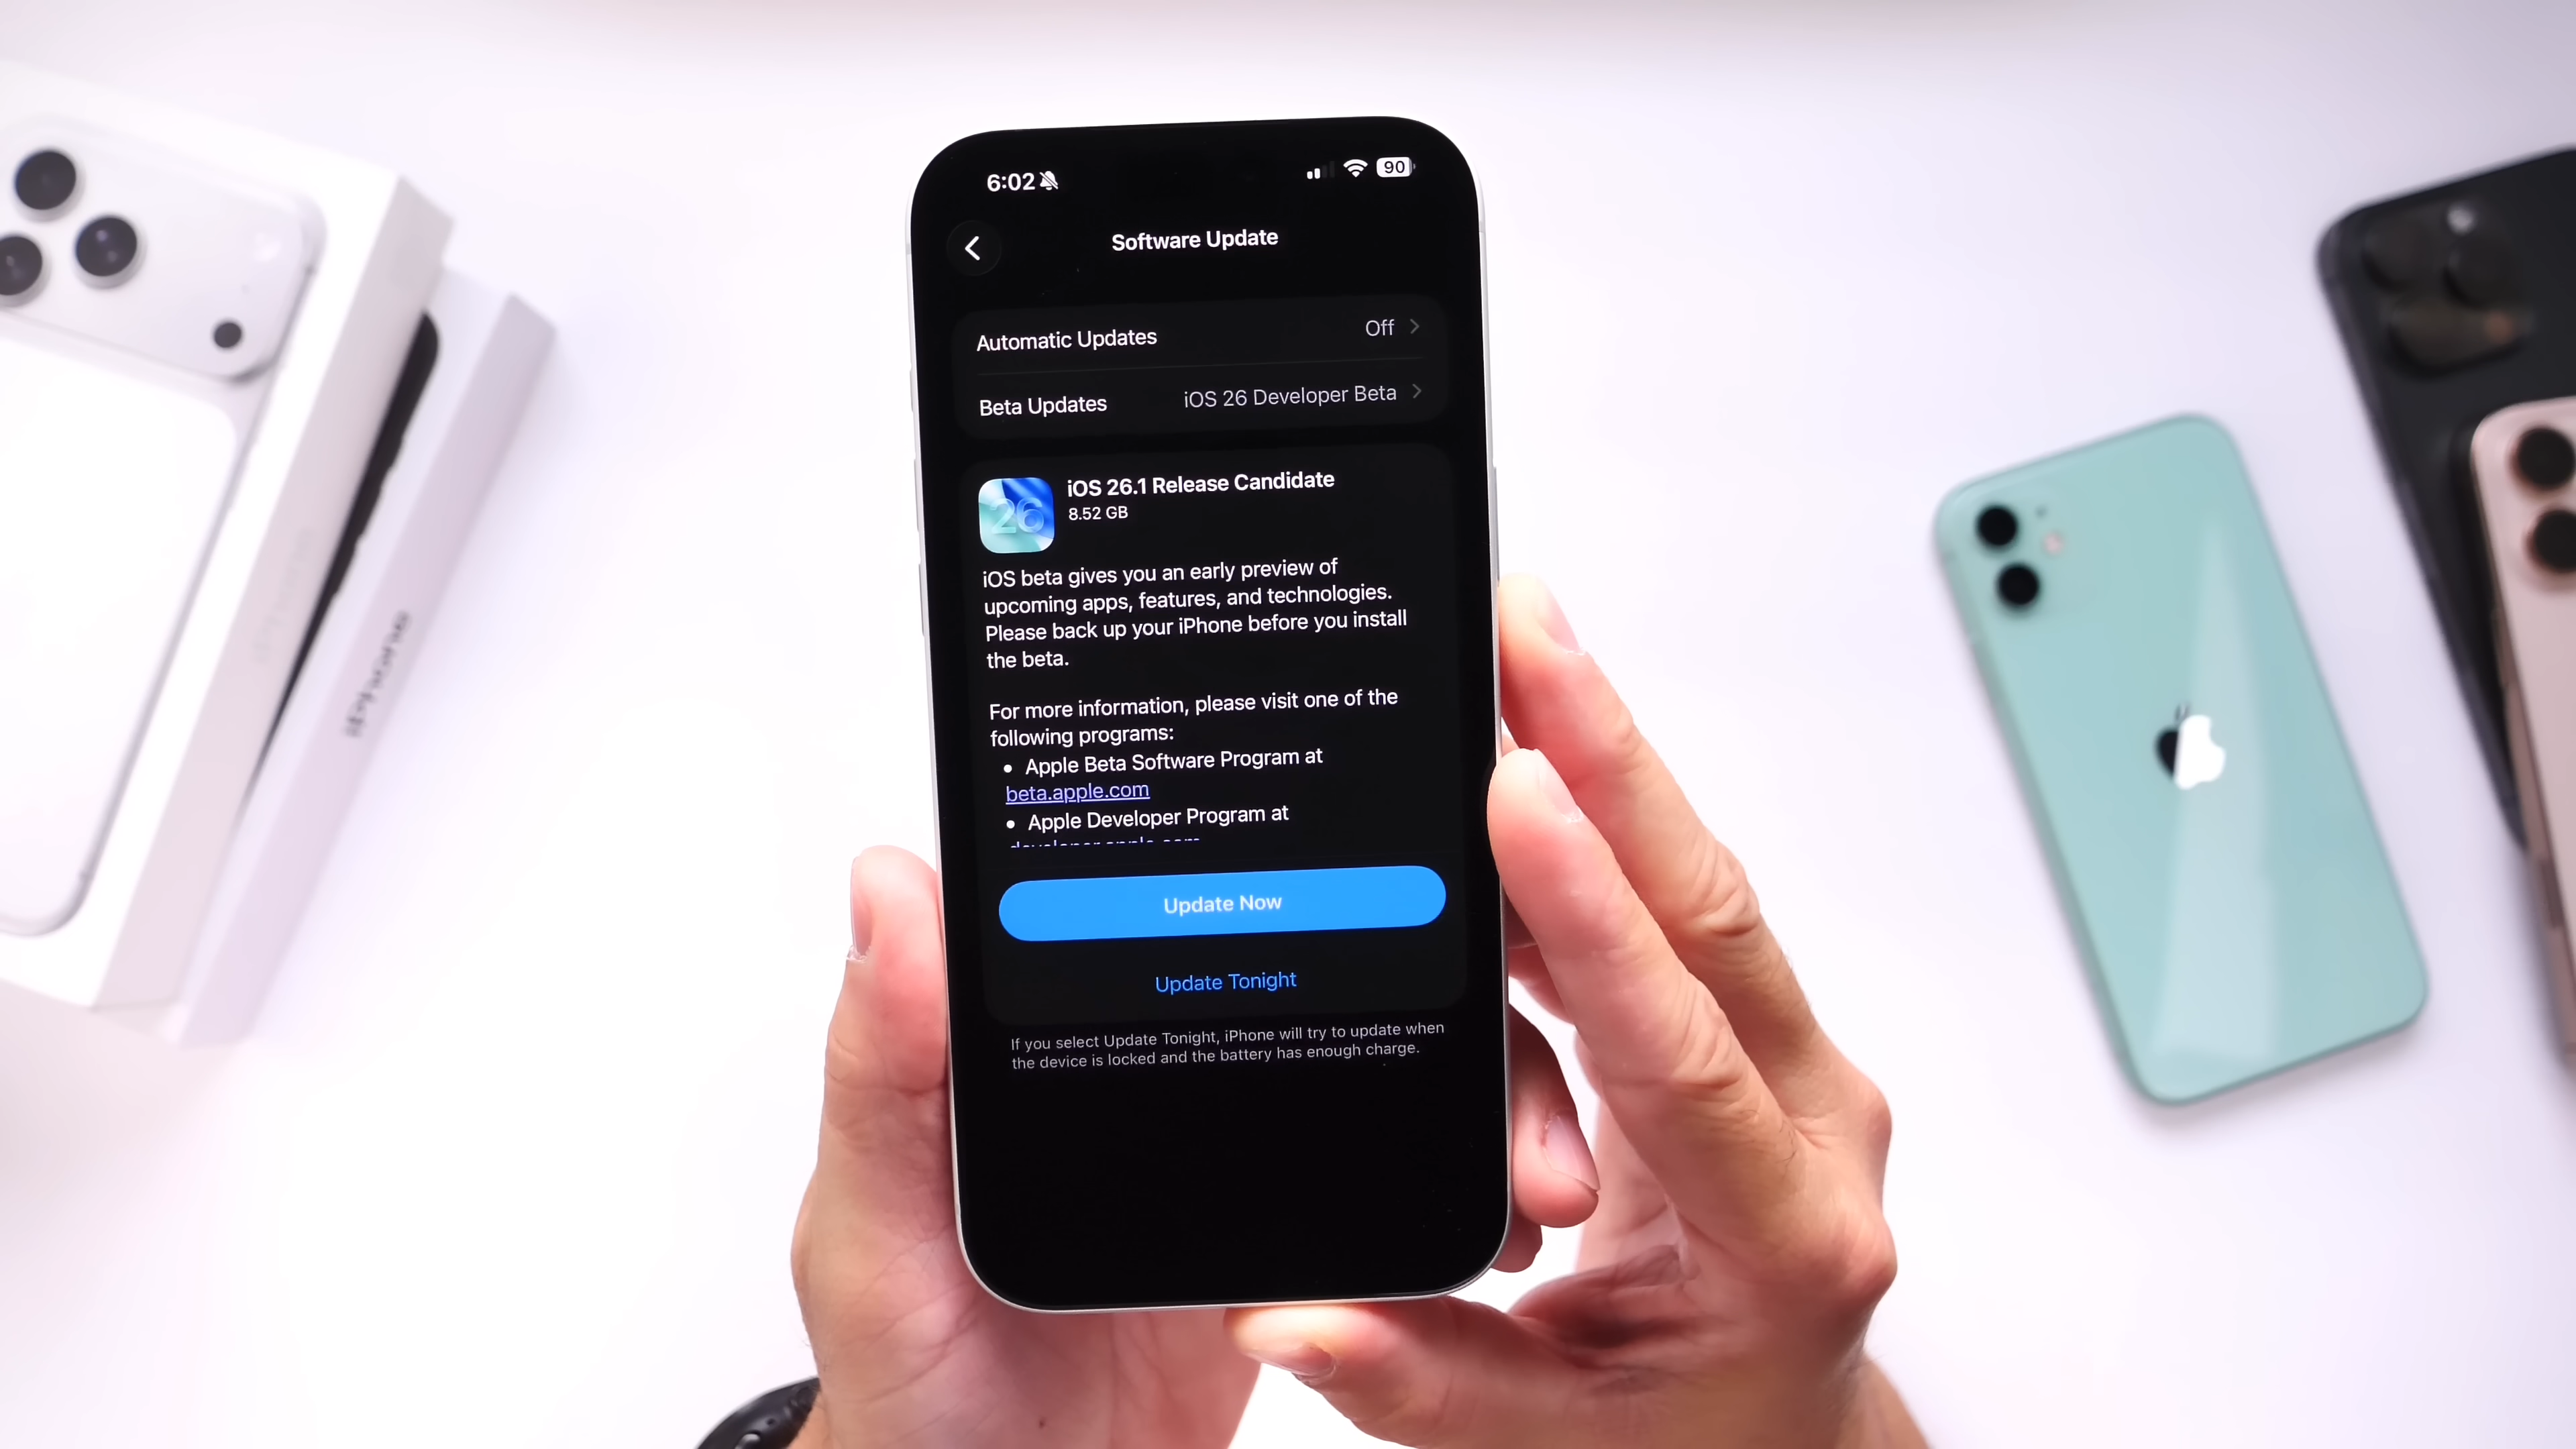 6:02
90
Software Update
Automatic Updates Off
Beta Updates iOS 26 Developer Beta
26
iOS 26.1 Release Candidate
8.52 GB
iOS beta gives you an early preview of
upcoming apps, features, and technologies.
Please back up your iPhone before you install
the beta.
For more information, please visit one of the
following programs:
• Apple Beta Software Program at
beta.apple.com
• Apple Developer Program at
Update Now
Update Tonight
If you select Update Tonight, iPhone will try to update when
the device is locked and the battery has enough charge.
iPhone